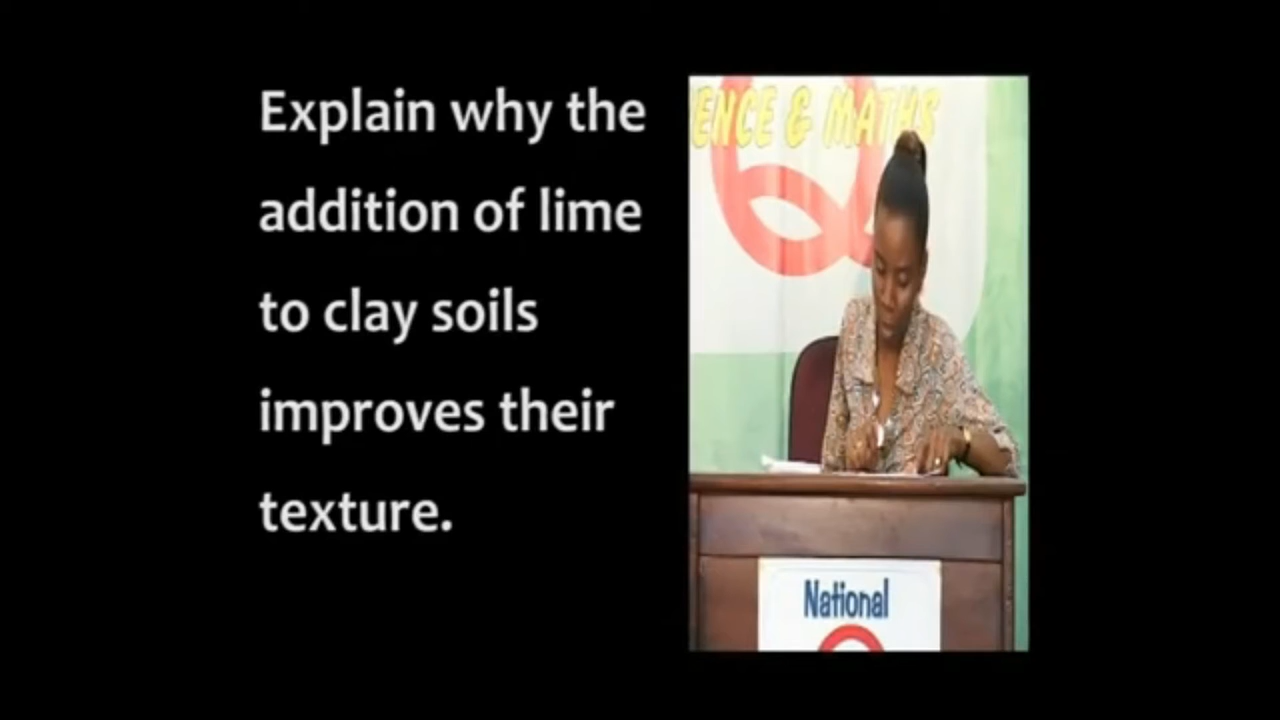 Explain why the
addition of lime
to clay soils
improves their
texture.
ENCE & MATHS
National